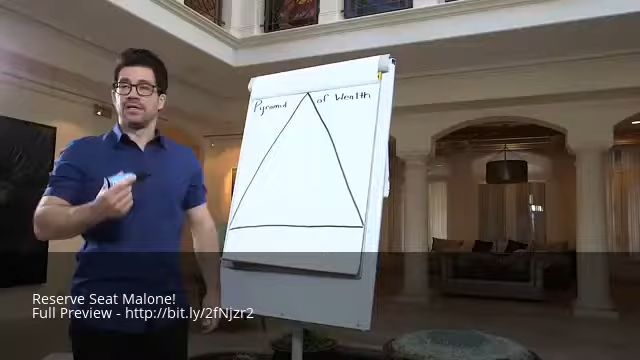 Pyramid of Wealth
Reserve Seat Malone!
Full Preview - http://bit.ly/2fNjzr2